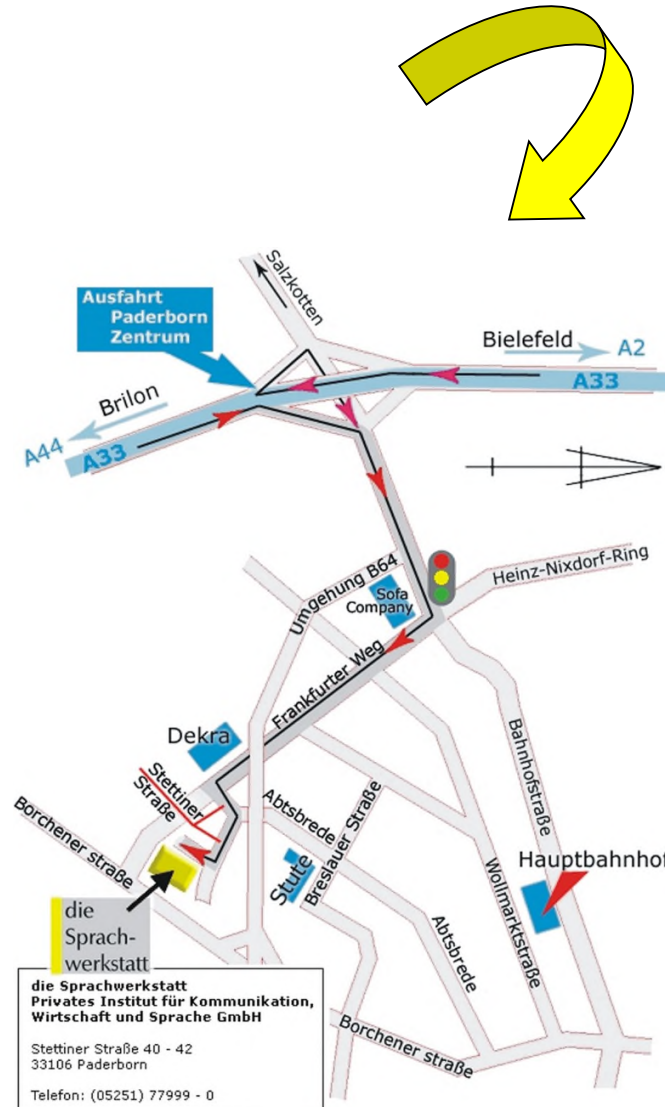 Salzkotten
Ausfahrt
Paderborn
Zentrum
Bielefeld
A2
A33
Brilon
A44
A33
Heinz-Nixdorf-Ring
Umgehung B64
Sofa
Company
Frankfurter Weg
Dekra
Stettiner
Straße
Bahnhofstraße
Borchener straße
Abtsbrede
Breslauer Straße
Stute
Wollmarktstraße
Hauptbahnhof
Abtsbrede
Borchener straße
die
Sprach-
werkstatt
die Sprachwerkstatt
Privates Institut für Kommunikation,
Wirtschaft und Sprache GmbH
Stettiner Straße 40 - 42
33106 Paderborn
Telefon: (05251) 77999 - 0